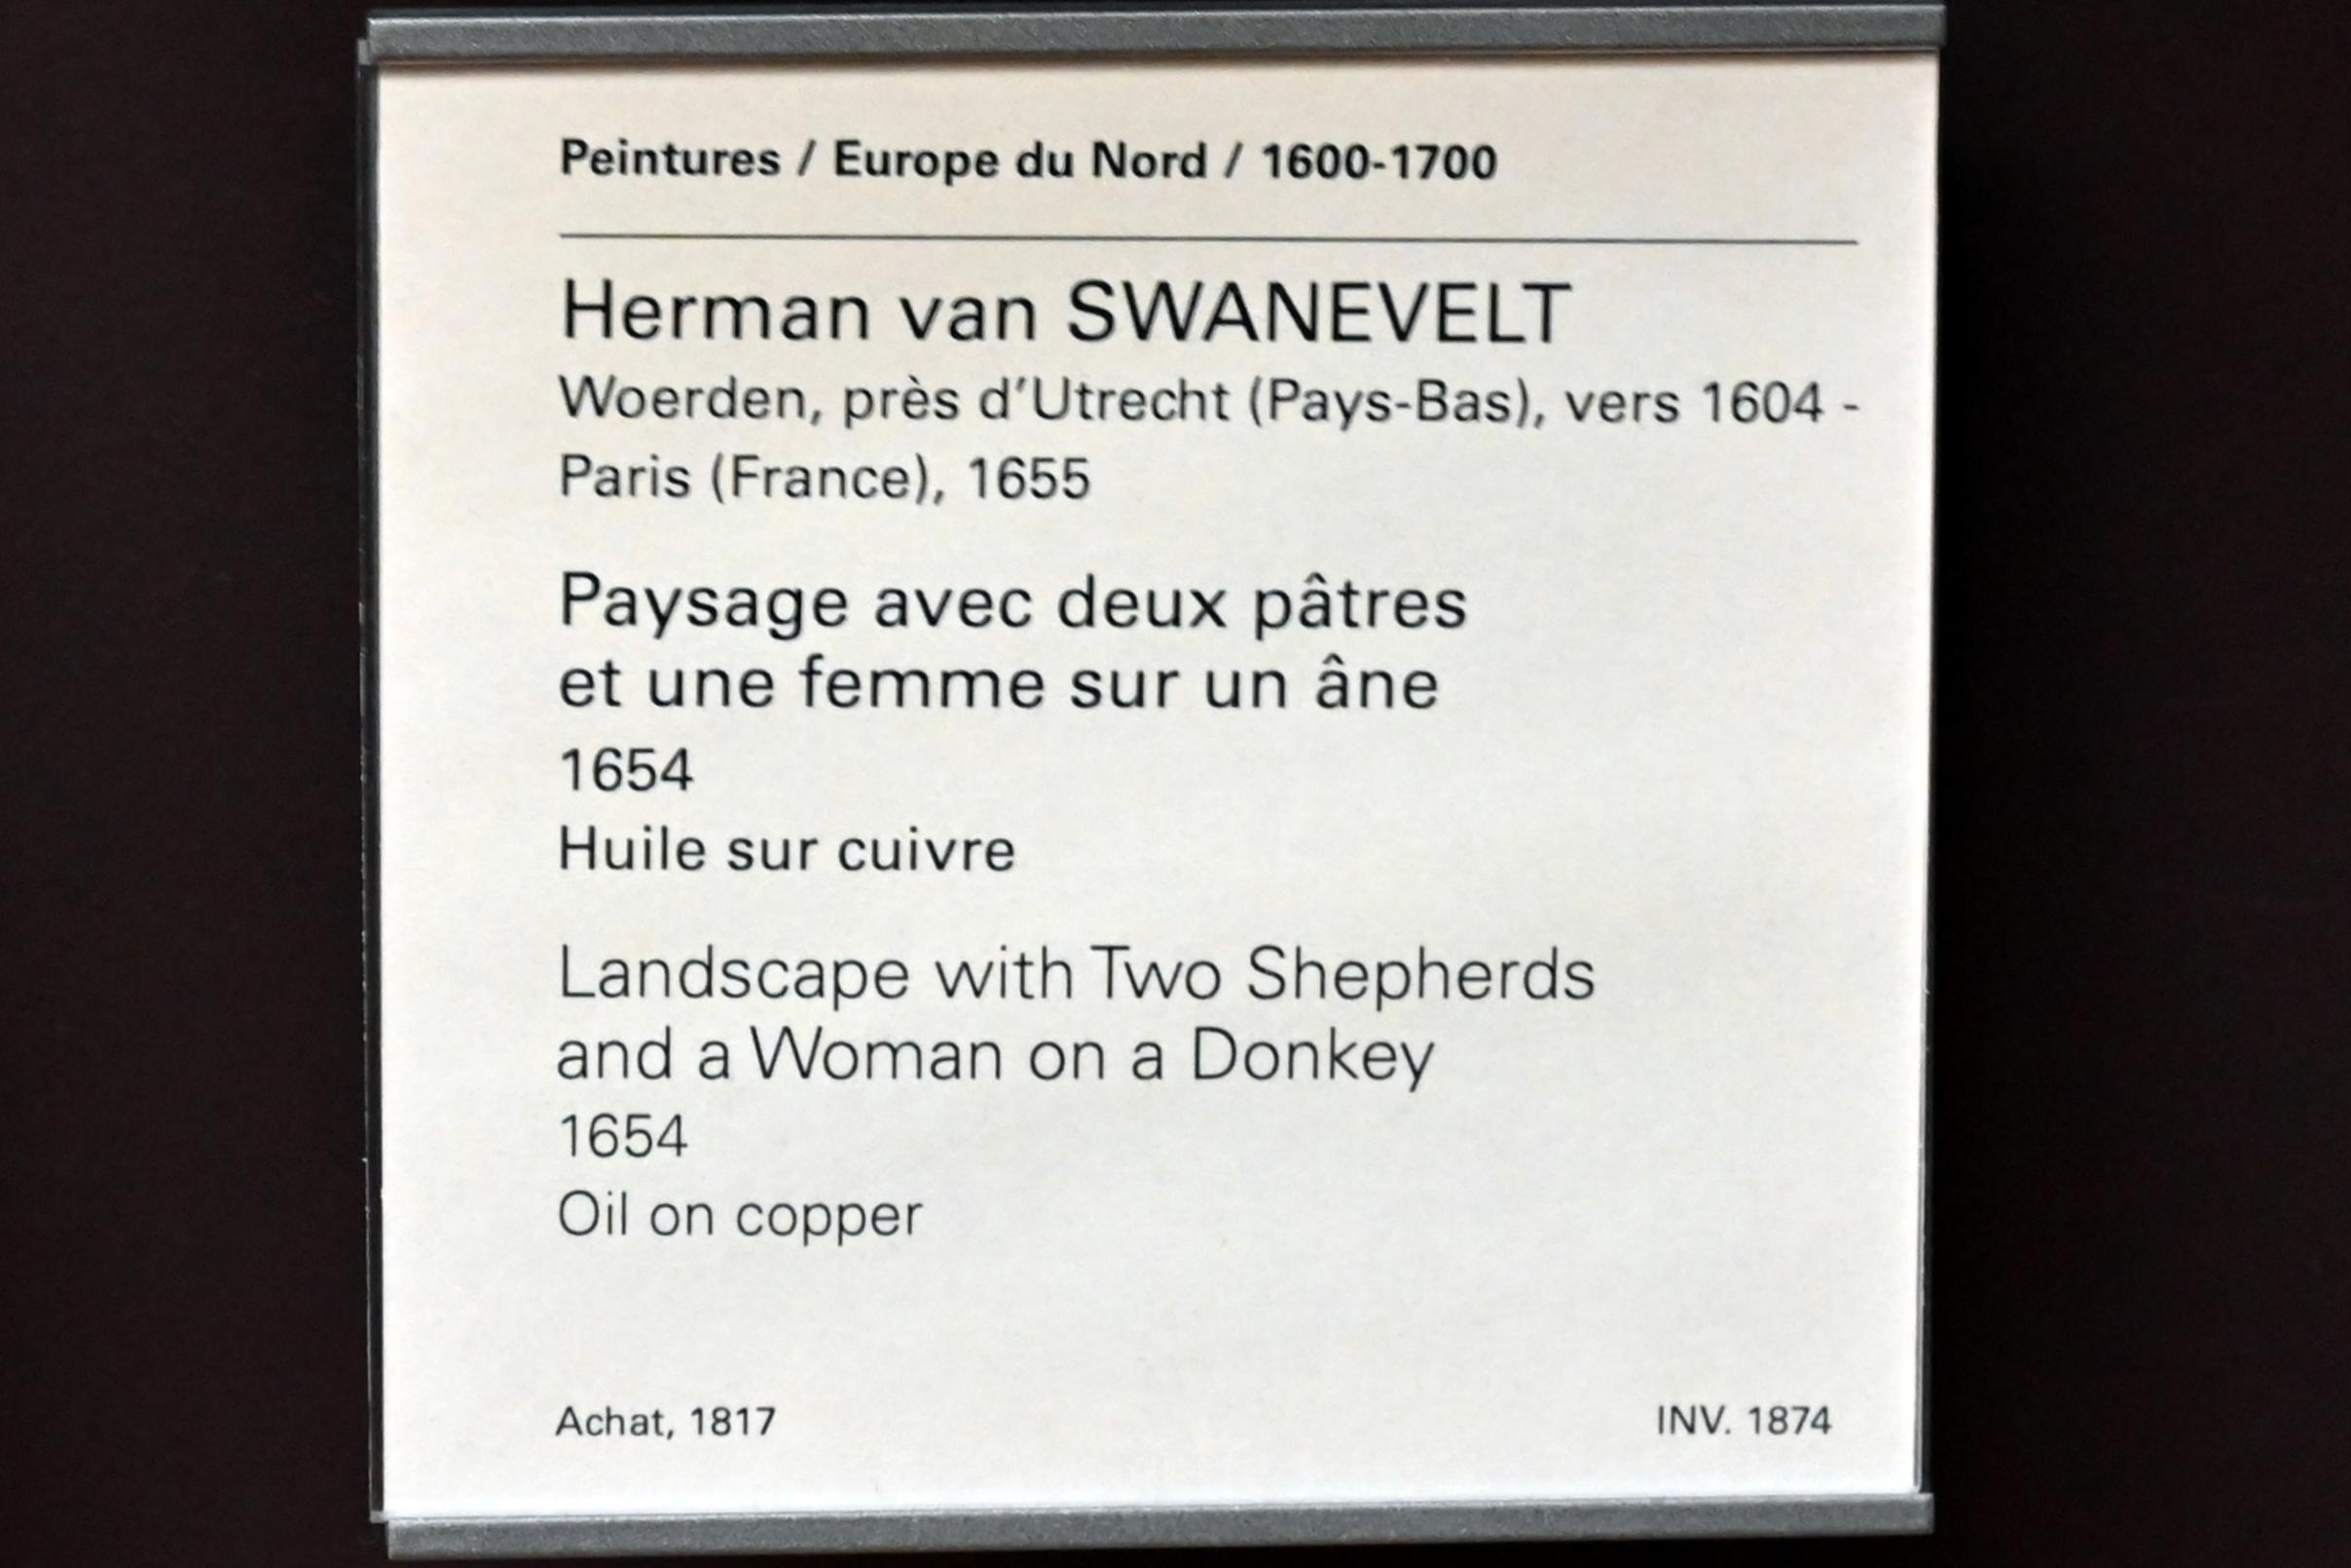 Peintures / Europe du Nord / 1600-1700
Herman van SWANEVELT
Woerden, près d'Utrecht (Pays-Bas), vers 1604 -
Paris (France), 1655
Paysage avec deux pâtres
et une femme sur un âne
1654
Huile sur cuivre
Landscape with Two Shepherds
and a Woman on a Donkey
1654
Oil on copper
Achat, 1817
INV. 1874